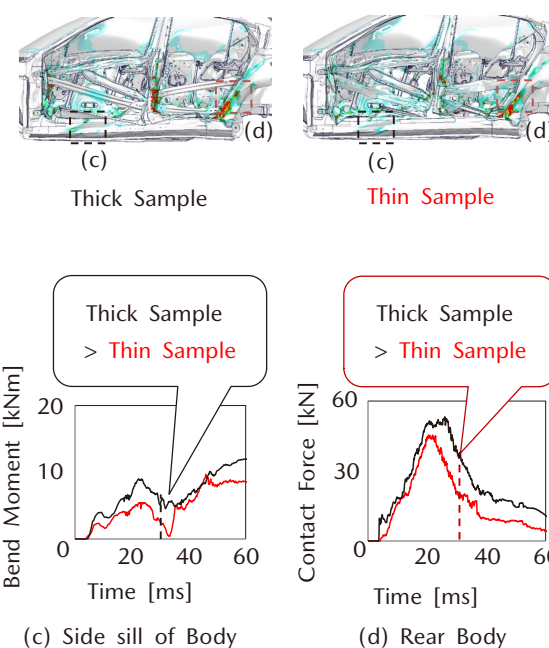 (d)
(d)
(c)
(c)
Thick Sample
Thin Sample
Thick Sample
> Thin Sample
Thick Sample
> Thin Sample
Bend Moment [kNm]
20
10
0
20
40
60
Time [ms]
(c) Side sill of Body
Contact Force [kN]
60
30
0
20
40
60
Time [ms]
(d) Rear Body